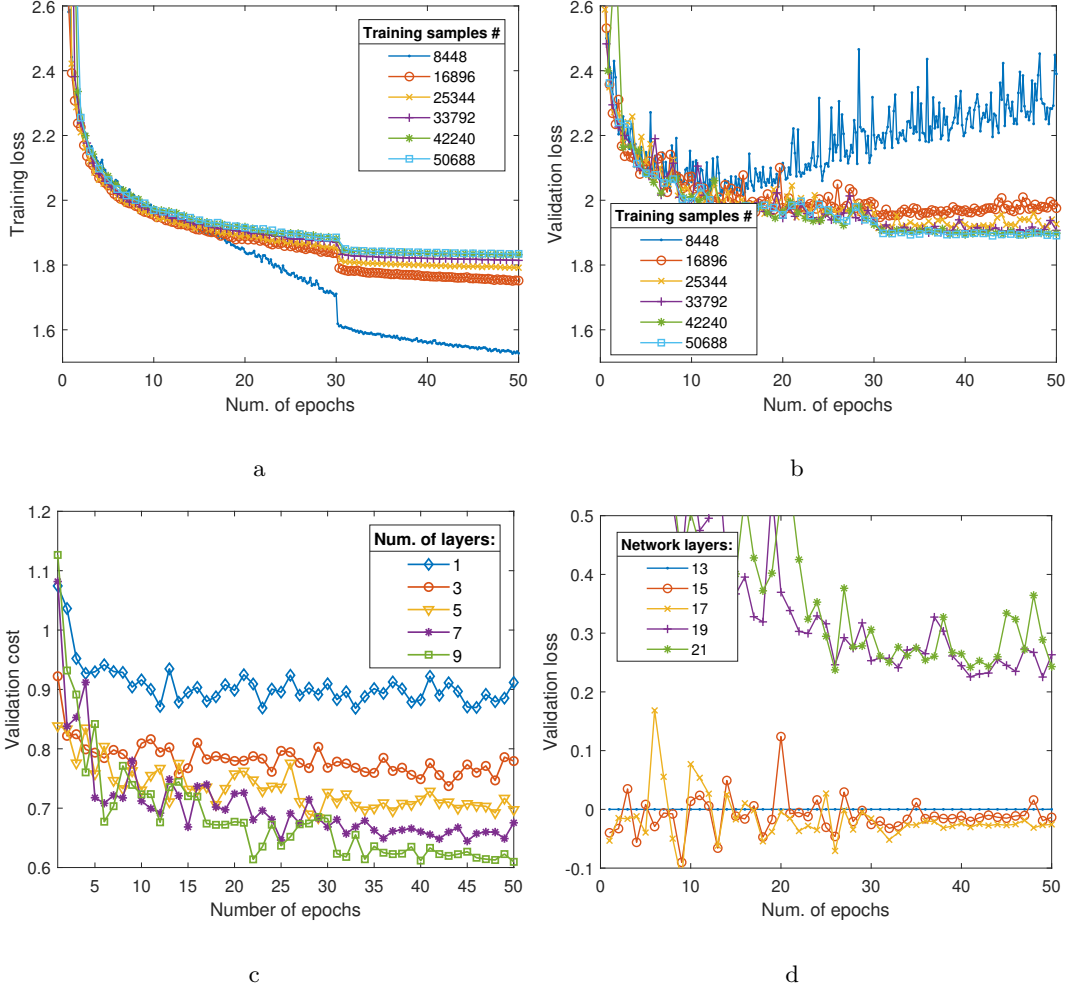 Training loss
2.6
2.4
2.2
2
1.8
1.6
0 10 20 30 40 50
Num. of epochs
Training samples #
8448
16896
25344
33792
42240
50688
a
Validation loss
2.6
2.4
2.2
2
1.8
1.6
0 10 20 30 40 50
Num. of epochs
Training samples #
8448
16896
25344
33792
42240
50688
b
Validation cost
1.2
1.1
1
0.9
0.8
0.7
0.6
5 10 15 20 25 30 35 40 45 50
Number of epochs
Num. of layers:
1
3
5
7
9
c
Validation loss
0.5
0.4
0.3
0.2
0.1
0
-0.1
0 10 20 30 40 50
Num. of epochs
Network layers:
13
15
17
19
21
d